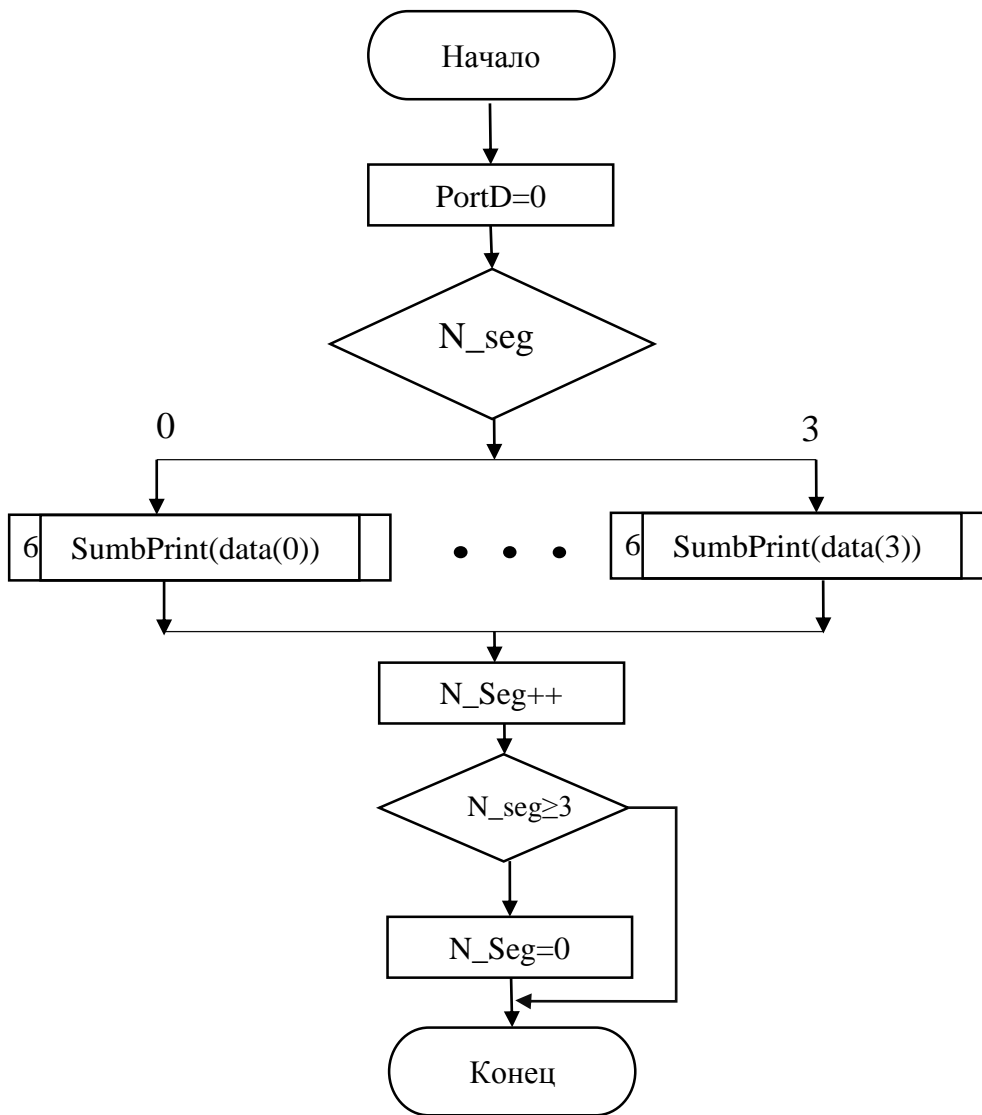 Начало
PortD=0
N_seg
0
3
6 SumbPrint(data(0))
6 SumbPrint(data(3))
N_Seg++
N_seg≥3
N_Seg=0
Конец